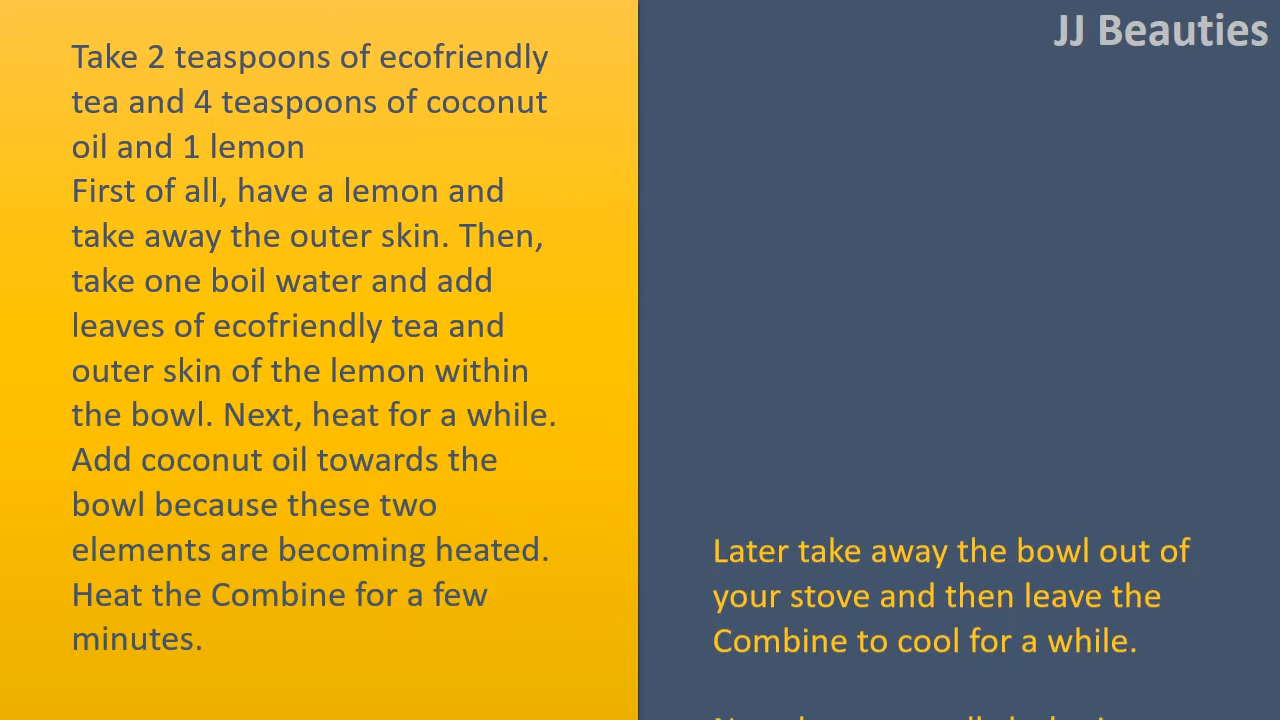 Take 2 teaspoons of ecofriendly
tea and 4 teaspoons of coconut
oil and 1 lemon
First of all, have a lemon and
take away the outer skin. Then,
take one boil water and add
leaves of ecofriendly tea and
outer skin of the lemon within
the bowl. Next, heat for a while.
Add coconut oil towards the
bowl because these two
elements are becoming heated.
Heat the Combine for a few
minutes.
JJ Beauties
Later take away the bowl out of
your stove and then leave the
Combine to cool for a while.